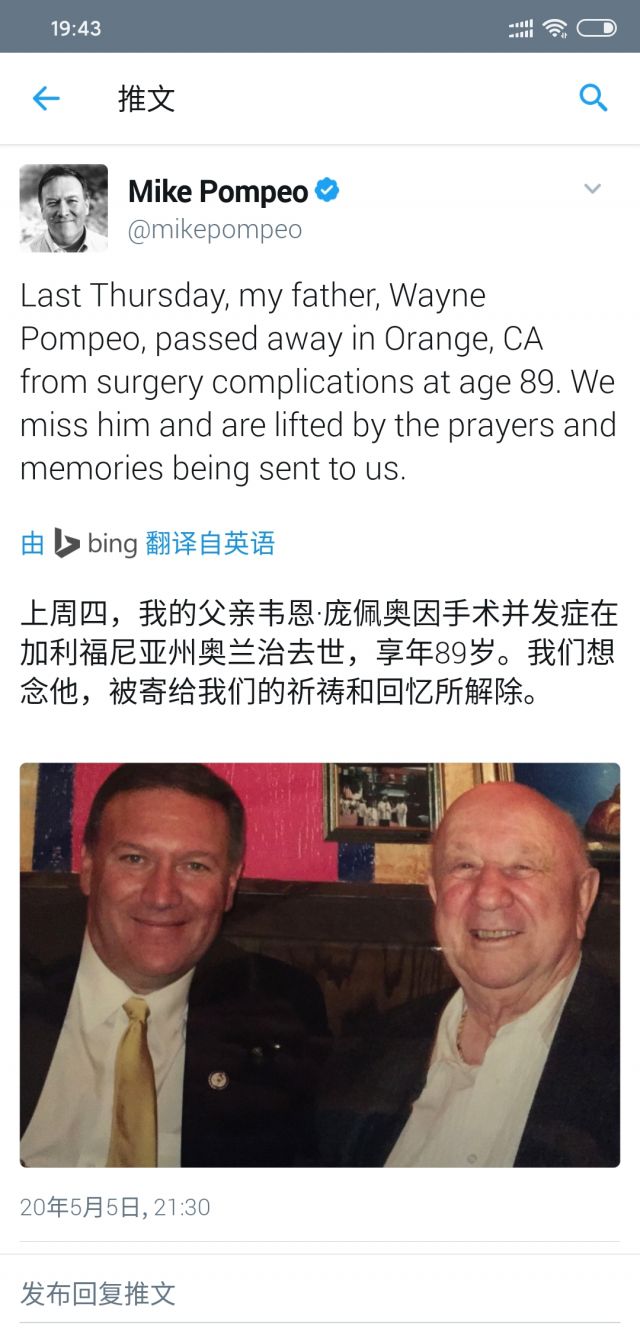 19:43
推文
Mike Pompeo
@mikepompeo
Last Thursday, my father, Wayne
Pompeo, passed away in Orange, CA
from surgery complications at age 89. We
miss him and are lifted by the prayers and
memories being sent to us.
由 bing 翻译自英语
上周四，我的父亲韦恩·庞佩奥因手术并发症在
加利福尼亚州奥兰治去世，享年89岁。我们想
念他，被寄给我们的祈祷和回忆所解除。
20年5月5日, 21:30
发布回复推文